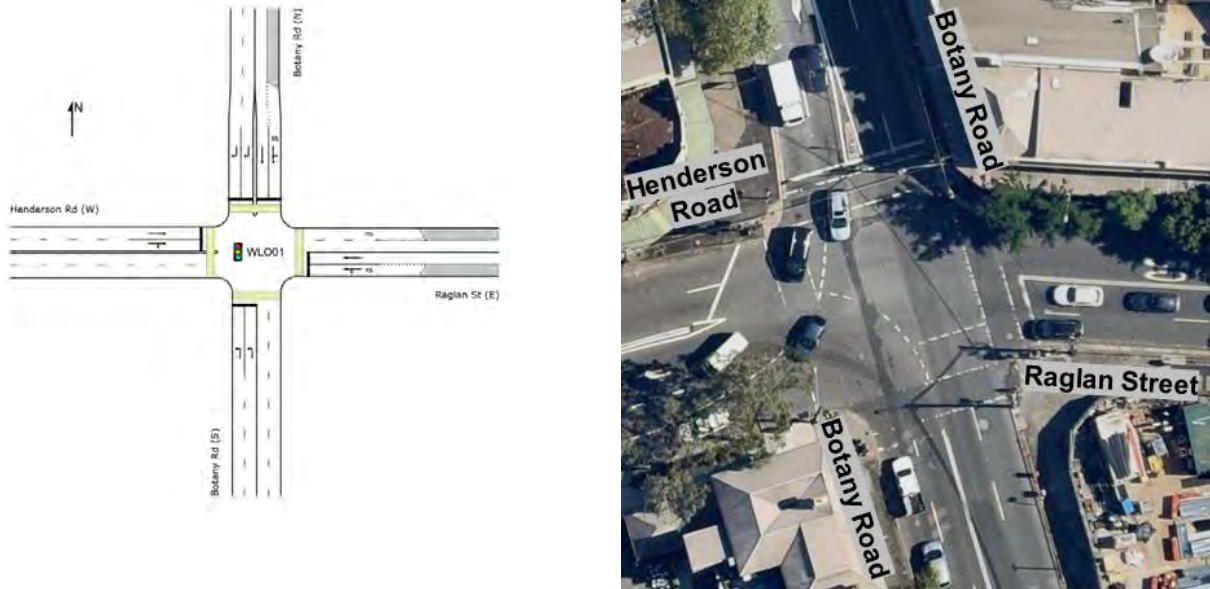 Botany Rd (N)
N
Henderson Rd (W)
WLO01
Raglan St (E)
Botany Rd (S)
Botany Road
Henderson
Road
Raglan Street
Botany Road